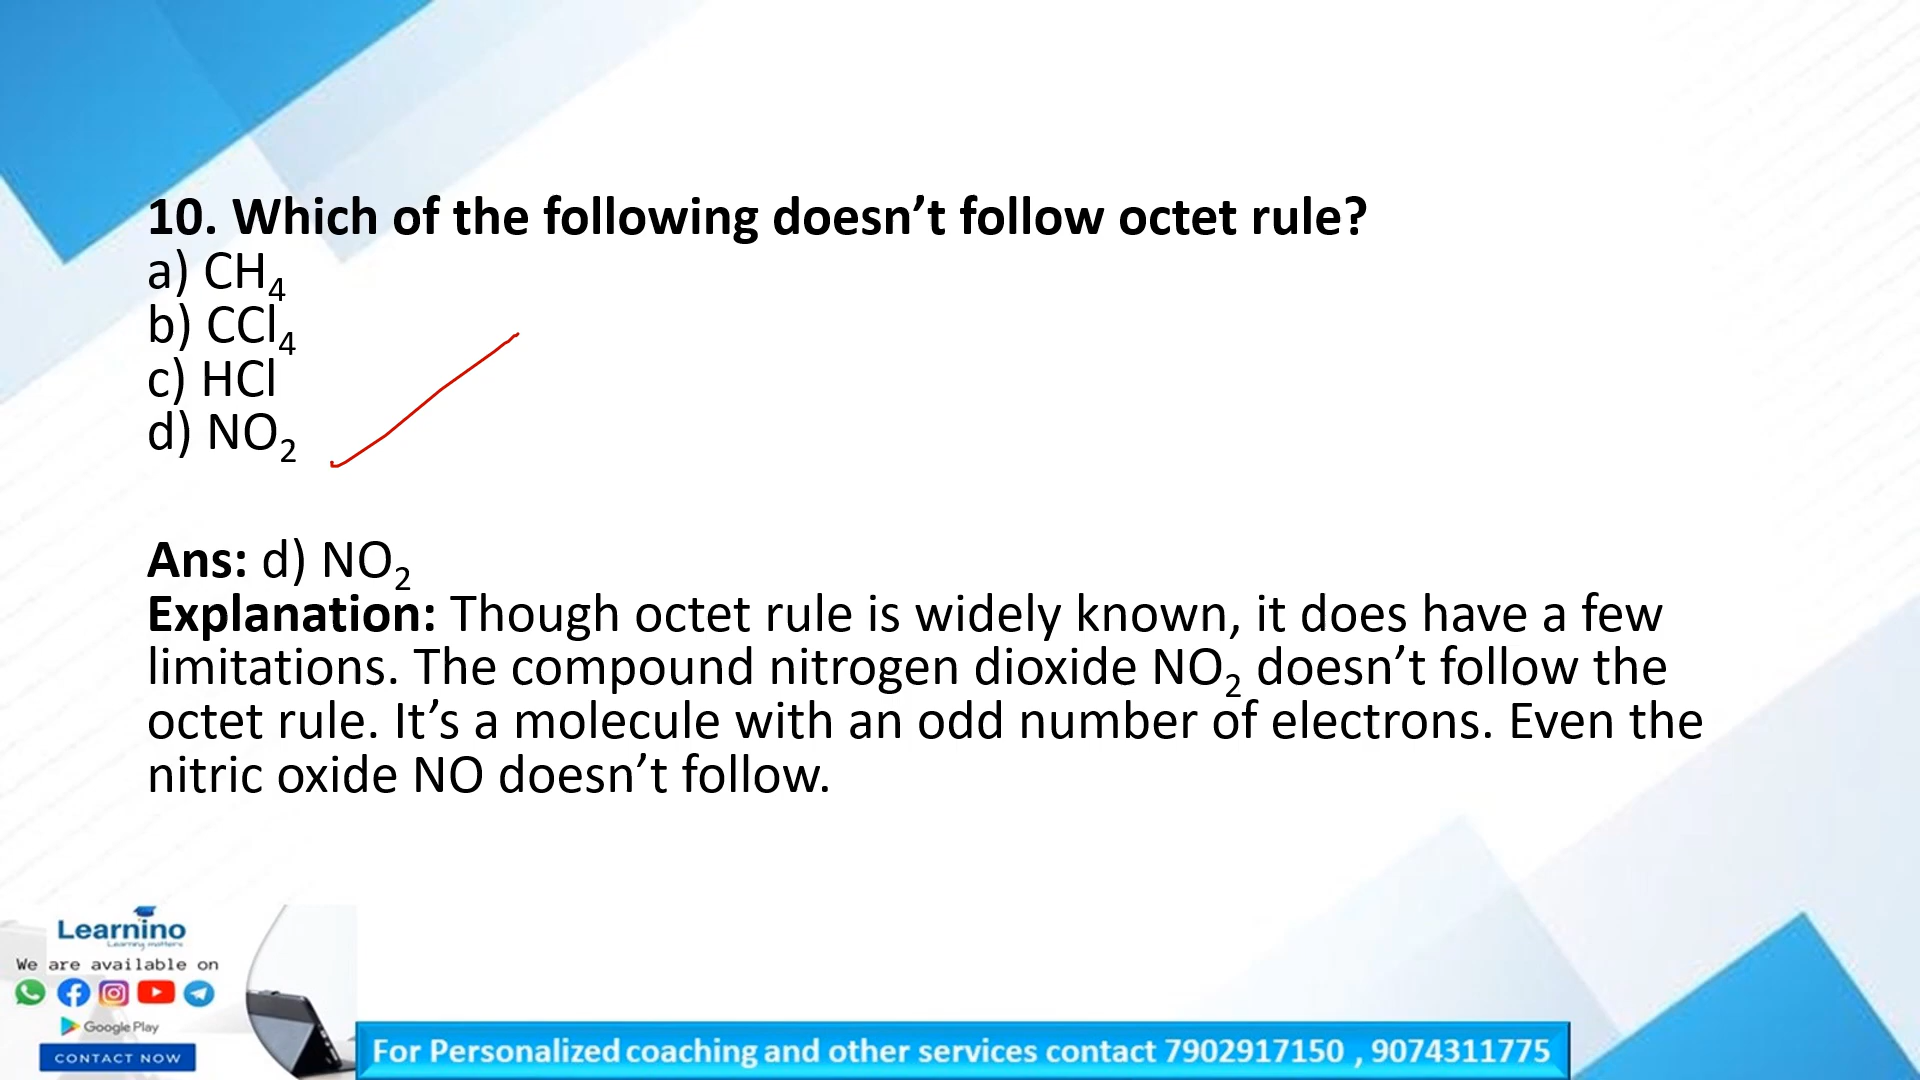 10. Which of the following doesn’t follow octet rule?
a) CH₄
b) CCl₄
c) HCl
d) NO₂
Ans: d) NO₂
Explanation: Though octet rule is widely known, it does have a few
limitations. The compound nitrogen dioxide NO₂ doesn’t follow the
octet rule. It’s a molecule with an odd number of electrons. Even the
nitric oxide NO doesn’t follow.
Learnino
Learning matters
We are available on
Google Play
CONTACT NOW
For Personalized coaching and other services contact 7902917150 , 9074311775